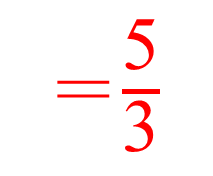 = 5/3